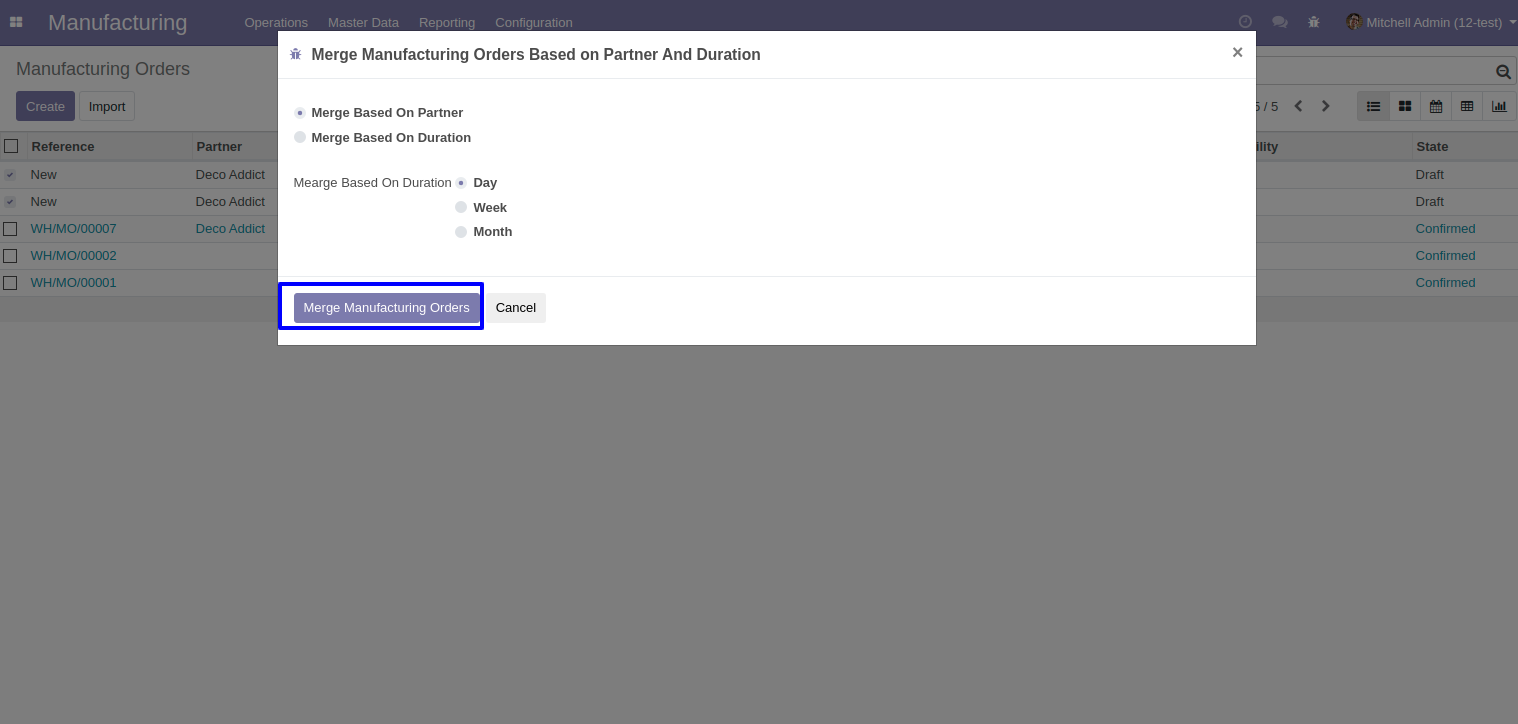 Manufacturing Operations Master Data Reporting Configuration Mitchell Admin (12-test)
Merge Manufacturing Orders Based on Partner And Duration ×
Manufacturing Orders
Create Import
5 / 5
Merge Based On Partner
Merge Based On Duration
Mearge Based On Duration Day
Week
Month
Merge Manufacturing Orders Cancel
Reference Partner ility State
New Deco Addict Draft
New Deco Addict Draft
WH/MO/00007 Deco Addict Confirmed
WH/MO/00002 Confirmed
WH/MO/00001 Confirmed